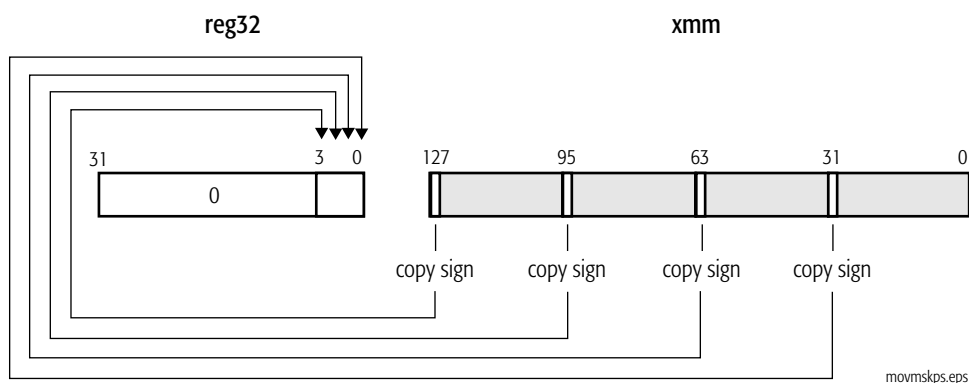 reg32 xmm
31 3 0 127 95 63 31 0
0
copy sign copy sign copy sign copy sign
movmskps.eps